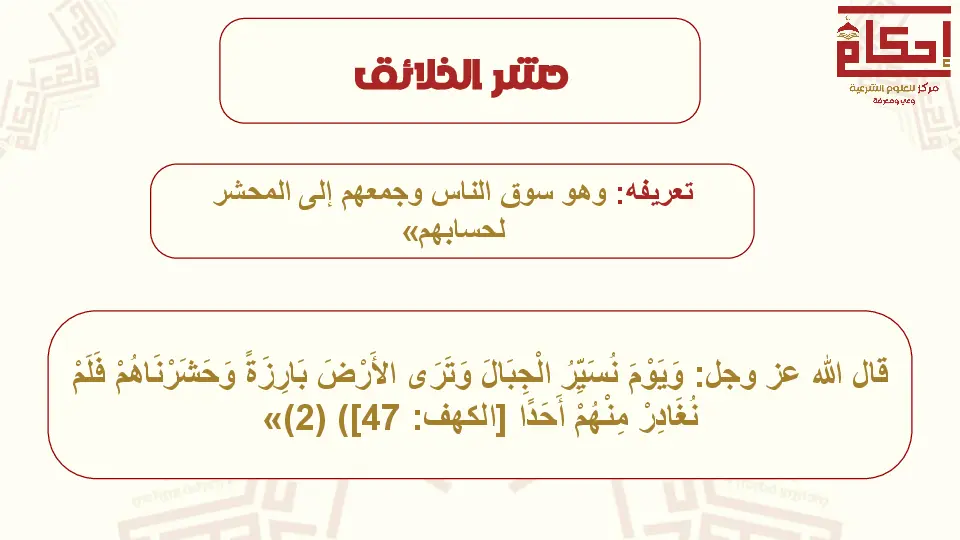 إحكام
مركز للعلوم الشرعية
وعي ومعرفة
حشر الخلائق
تعريفه: وهو سوق الناس وجمعهم إلى المحشر
لحسابهم»
قال الله عز وجل: وَيَوْمَ نُسَيِّرُ الْجِبَالَ وَتَرَى الأَرْضَ بَارِزَةً وَحَشَرْنَاهُمْ فَلَمْ
نُغَادِرْ مِنْهُمْ أَحَدًا [الكهف: 47]) (2)»